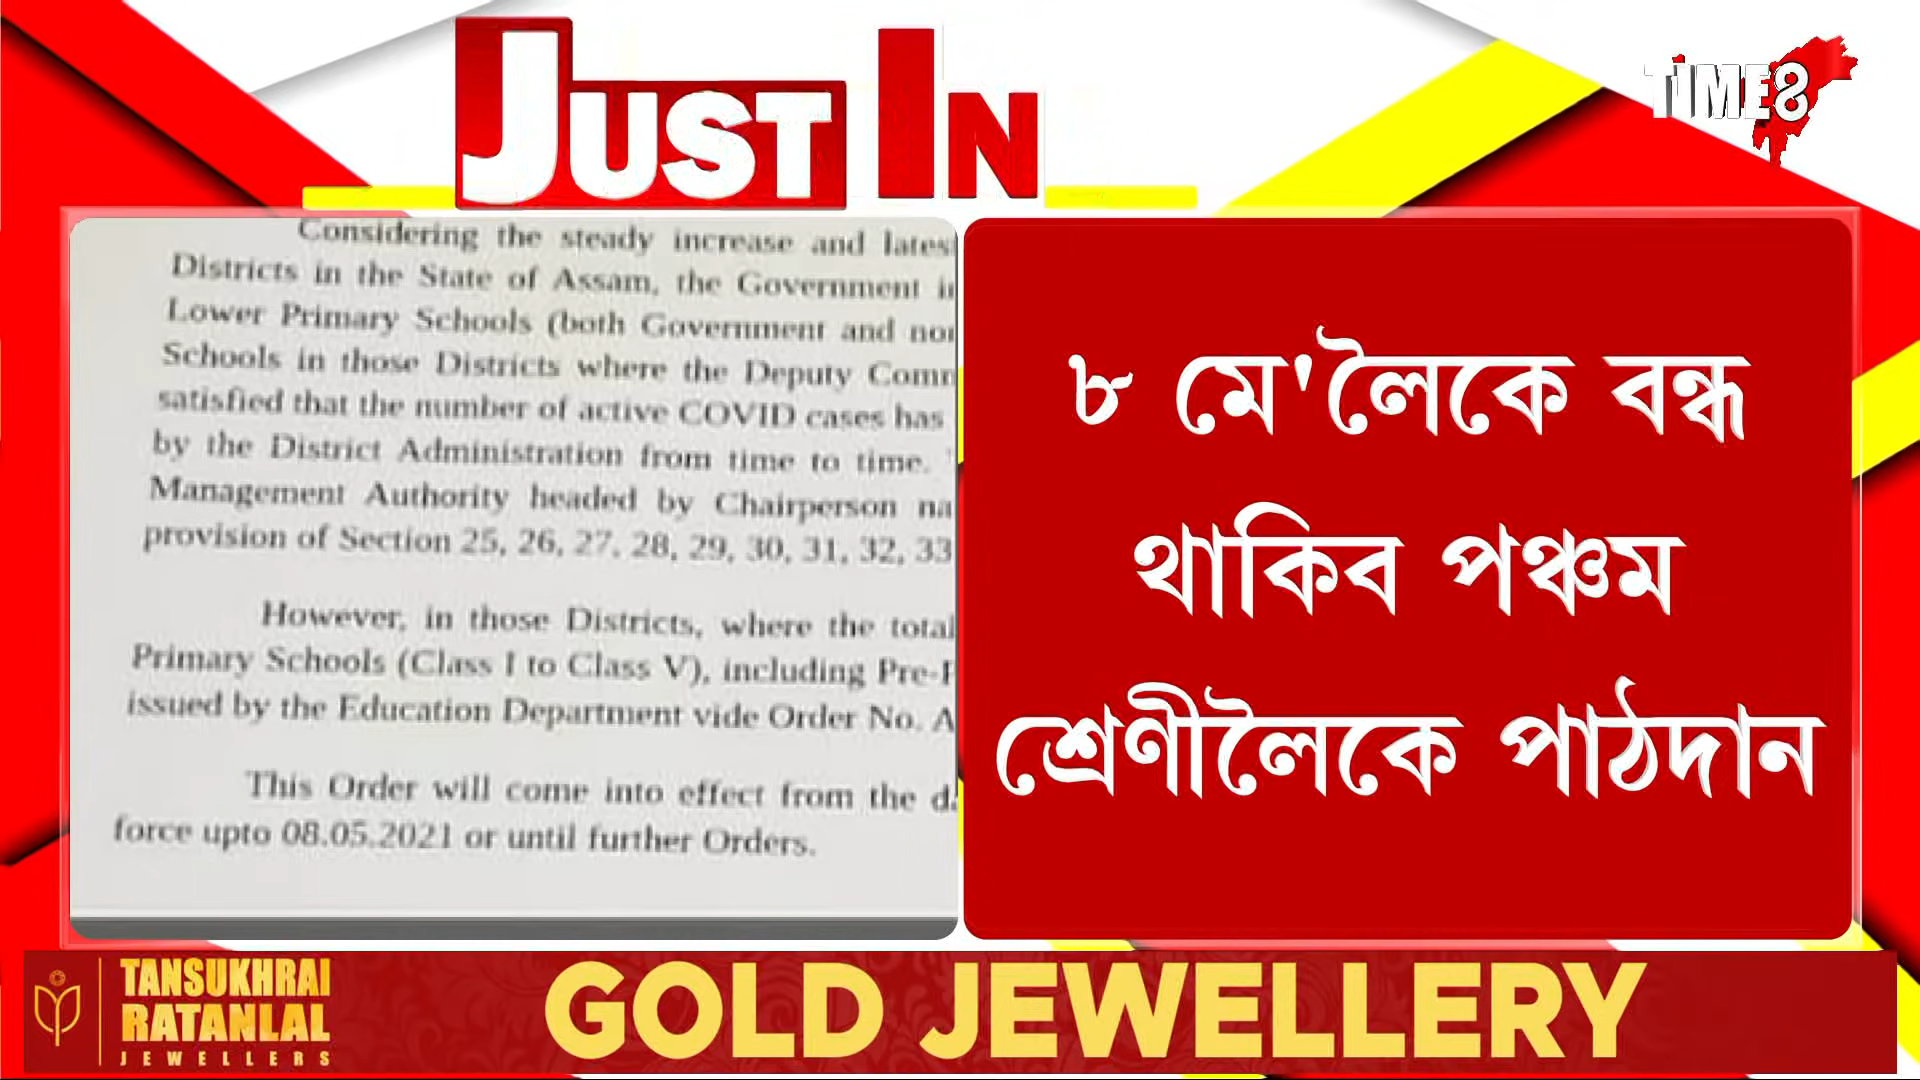 JUST IN
TIME8
Considering the steady increase and latest
Districts in the State of Assam, the Government
Lower Primary Schools (both Government and
Schools in those Districts where the Deputy
satisfied that the number of active COVID cases has
by the District Administration from time to time.
Management Authority headed by Chairperson
provision of Section 25, 26, 27, 28, 29, 30, 31, 32, 33
However, in those Districts, where the total
Primary Schools (Class I to Class V), including
issued by the Education Department vide Order No. A
This Order will come into effect from the
force upto 08.05.2021 or until further Orders.
৮ মে'লৈকে বন্ধ
থাকিব পঞ্চম
শ্ৰেণীলৈকে পাঠদান
TANSUKHRAI
RATANLAL
JEWELLERS
GOLD JEWELLERY